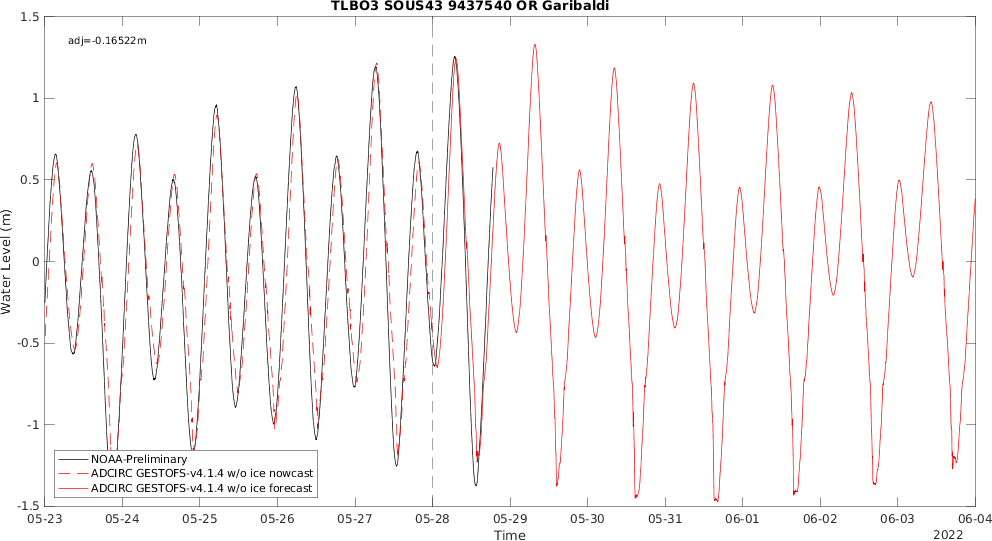 TLBO3 SOUS43 9437540 OR Garibaldi
adj=-0.16522m
1.5
1
0.5
0
-0.5
-1
-1.5
Water Level (m)
NOAA-Preliminary
ADCIRC GESTOFS-v4.1.4 w/o ice nowcast
ADCIRC GESTOFS-v4.1.4 w/o ice forecast
05-23 05-24 05-25 05-26 05-27 05-28 05-29 05-30 05-31 06-01 06-02 06-03 06-04
Time
2022